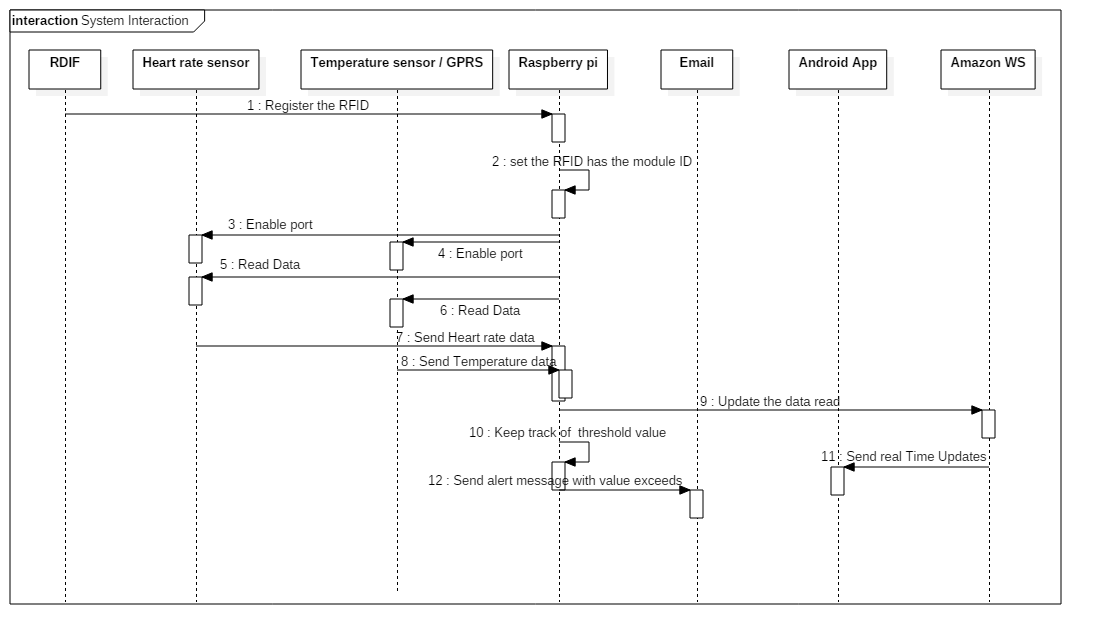 interaction System Interaction
RDIF
Heart rate sensor
Temperature sensor / GPRS
Raspberry pi
Email
Android App
Amazon WS
1 : Register the RFID
2 : set the RFID has the module ID
3 : Enable port
4 : Enable port
5 : Read Data
6 : Read Data
7 : Send Heart rate data
8 : Send Temperature data
9 : Update the data read
10 : Keep track of threshold value
11 : Send real Time Updates
12 : Send alert message with value exceeds